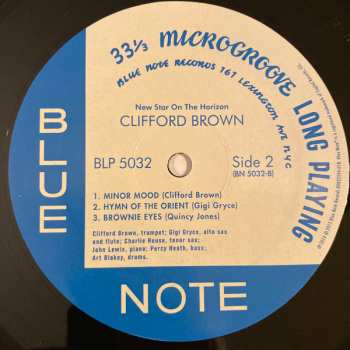 33⅓ MICROGROOVE LONG PLAYING
BLUE NOTE RECORDS 767 LEXINGTON AVE NYC
BLUE
NOTE
New Star On The Horizon
CLIFFORD BROWN
BLP 5032
Side 2
(BN 5032-B)
1. MINOR MOOD (Clifford Brown)
2. HYMN OF THE ORIENT (Gigi Gryce)
3. BROWNIE EYES (Quincy Jones)
Clifford Brown, trumpet; Gigi Gryce, alto sax
and flute; Charlie Rouse, tenor sax;
John Lewis, piano; Percy Heath, bass;
Art Blakey, drums.